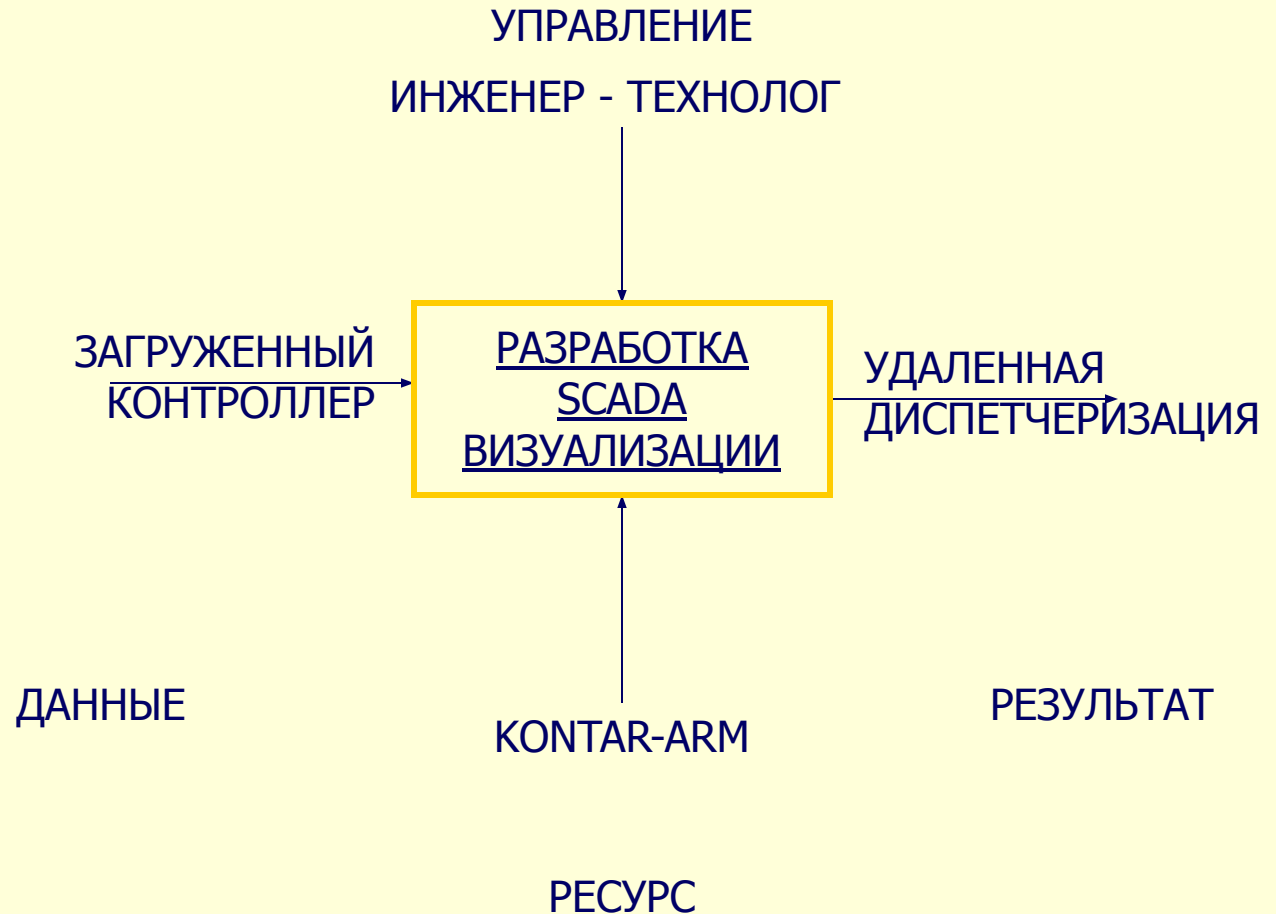 УПРАВЛЕНИЕ
ИНЖЕНЕР - ТЕХНОЛОГ
ЗАГРУЖЕННЫЙ
КОНТРОЛЛЕР
РАЗРАБОТКА
SCADA
ВИЗУАЛИЗАЦИИ
УДАЛЕННАЯ
ДИСПЕТЧЕРИЗАЦИЯ
ДАННЫЕ
KONTAR-ARM
РЕЗУЛЬТАТ
РЕСУРС